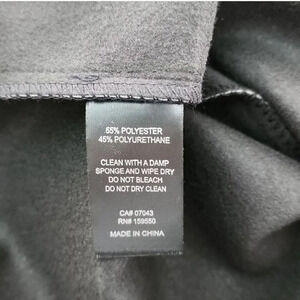 55% POLYESTER
45% POLYURETHANE
CLEAN WITH A DAMP
SPONGE AND WIPE DRY
DO NOT BLEACH
DO NOT DRY CLEAN
CA# 07043
RN# 159550
MADE IN CHINA